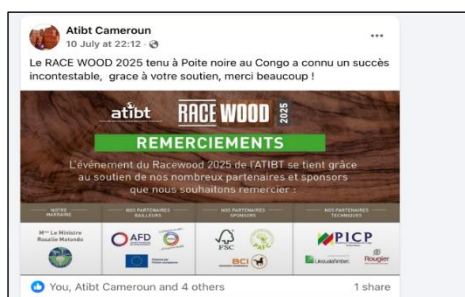 Atibt Cameroun
10 July at 22:12
Le RACE WOOD 2025 tenu à Poite noire au Congo a connu un succès
incontestable, grace à votre soutien, merci beaucoup !
atibt
RACEWOOD 2025
REMERCIEMENTS
L'événement du Racewood 2025 de l'ATIBT se tient grâce
au soutien de nos nombreux partenaires et sponsors
que nous souhaitons remercier :
NOTRE MARRAINE
Mme Le Ministre
Rosalie Matondo
NOS PARTENAIRES BAILLEURS
AFD
NOS PARTENAIRES SPONSORS
FSC
BCI
NOS PARTENAIRES TECHNIQUES
PICP
Rougier
You, Atibt Cameroun and 4 others
1 share